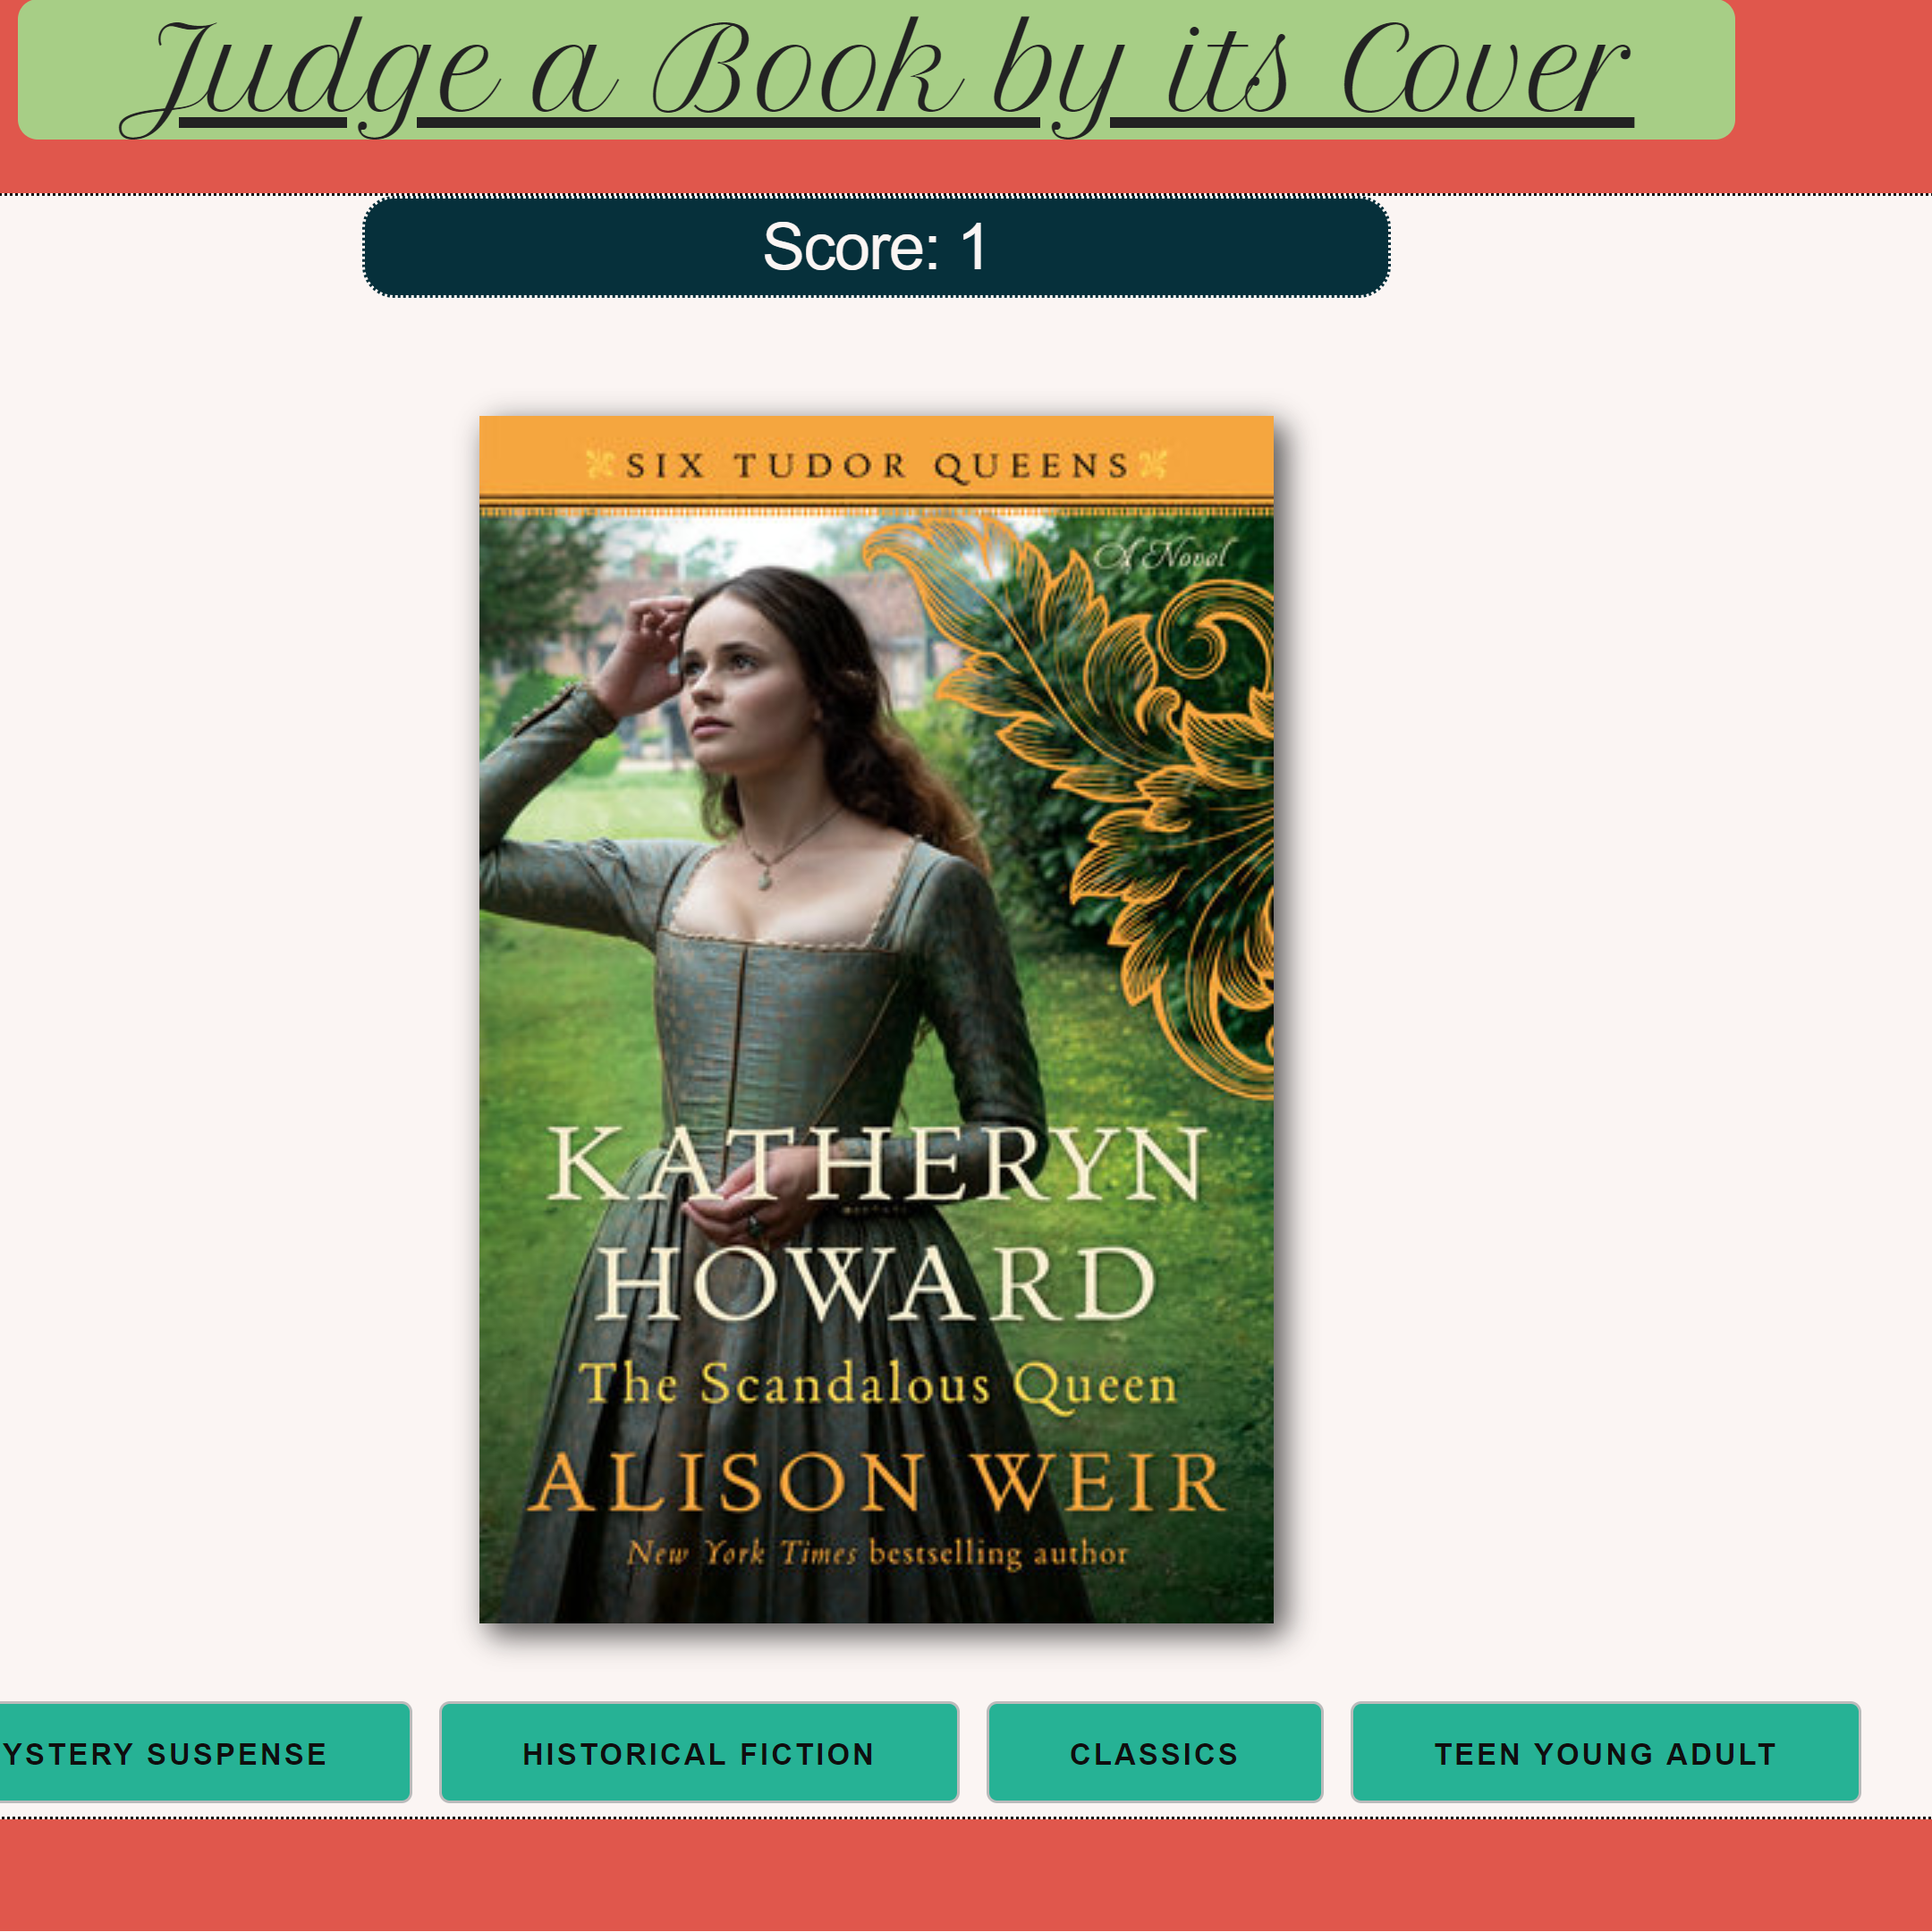 Judge a Book by its Cover
Score: 1
SIX TUDOR QUEENS
A Novel
KATHERYN
HOWARD
The Scandalous Queen
ALISON WEIR
New York Times bestselling author
YSTERY SUSPENSE
HISTORICAL FICTION
CLASSICS
TEEN YOUNG ADULT